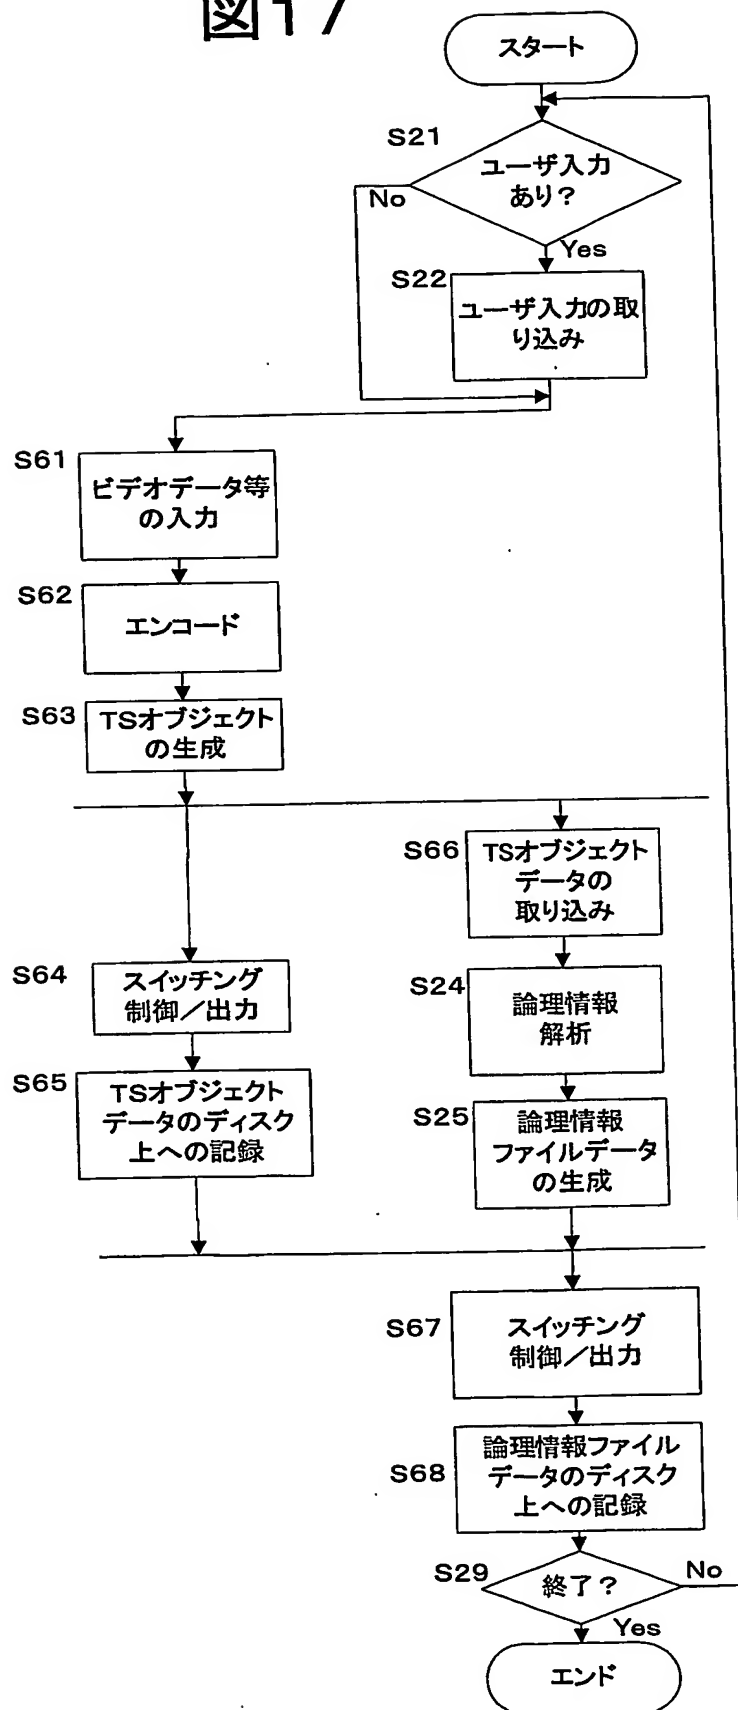 図17
スタート
S21
ユーザ入力
あり？
No
Yes
S22
ユーザ入力の取
り込み
S61
ビデオデータ等
の入力
S62
エンコード
S63
TSオブジェクト
の生成
S66
TSオブジェクト
データの
取り込み
S64
スイッチング
制御／出力
S24
論理情報
解析
S65
TSオブジェクト
データのディスク
上への記録
S25
論理情報
ファイルデータ
の生成
S67
スイッチング
制御／出力
S68
論理情報ファイル
データのディスク
上への記録
S29
終了？
No
Yes
エンド